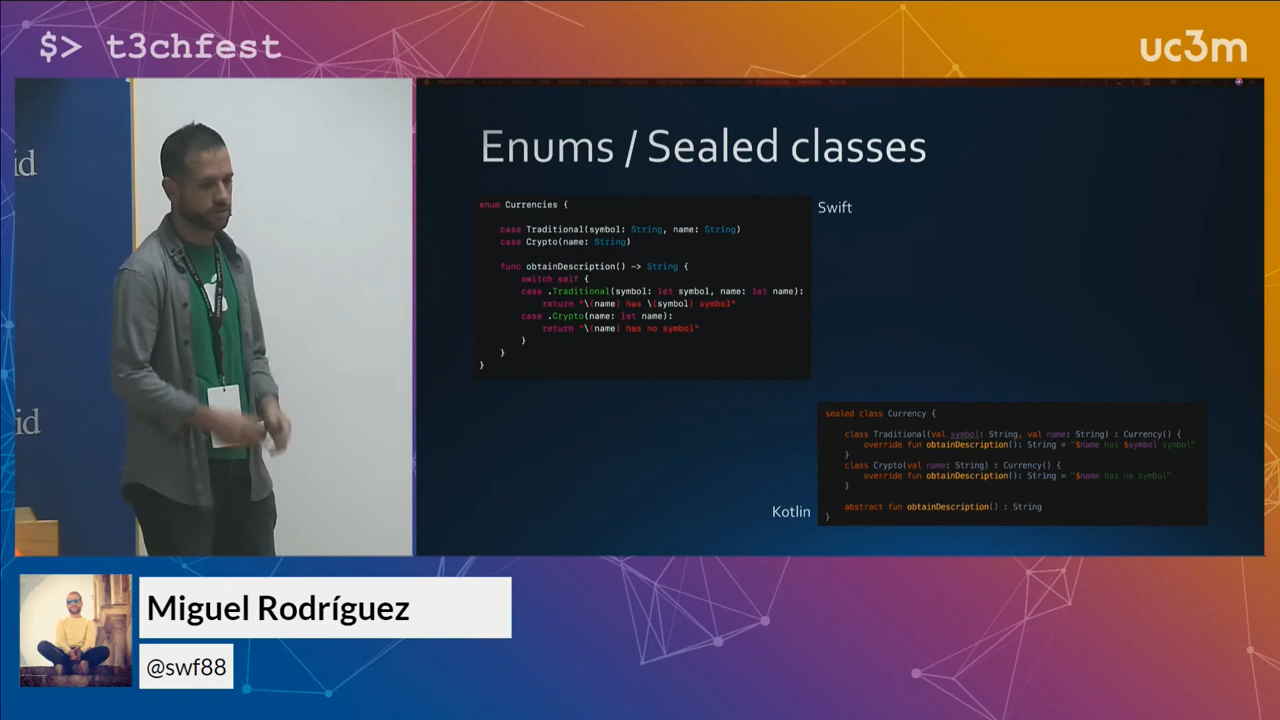 $> t3chfest
uc3m
id
id
Enums / Sealed classes
enum Currencies {
case Traditional(symbol: String, name: String)
case Crypto(name: String)
func obtainDescription() -> String {
switch self {
case .Traditional(symbol: let symbol, name: let name):
return "\(name) has \(symbol) symbol"
case .Crypto(name: let name):
return "\(name) has no symbol"
}
}
}
Swift
sealed class Currency {
class Traditional(val symbol: String, val name: String) : Currency() {
override fun obtainDescription(): String = "$name has $symbol symbol"
}
class Crypto(val name: String) : Currency() {
override fun obtainDescription(): String = "$name has no symbol"
}
abstract fun obtainDescription() : String
}
Kotlin
Miguel Rodríguez
@swf88